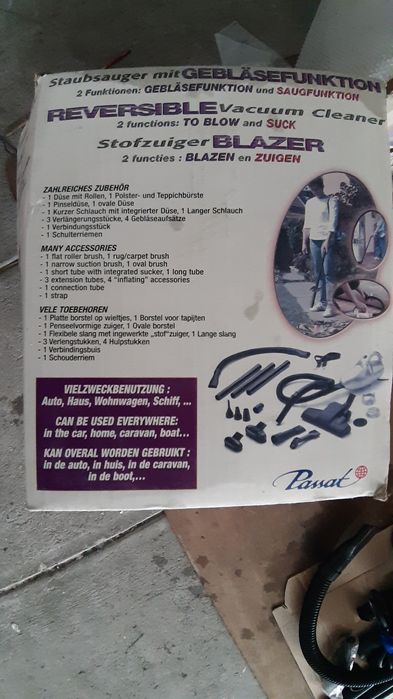 Staubsauger mit GEBLÄSEFUNKTION
2 Funktionen: GEBLÄSEFUNKTION und SAUGFUNKTION
REVERSIBLE Vacuum Cleaner
2 functions: TO BLOW and SUCK
Stofzuiger BLAZER
2 functies : BLAZEN en ZUIGEN
ZAHLREICHES ZUBEHÖR
- 1 Düse mit Rollen, 1 Polster- und Teppichbürste
- 1 Pinseldüse, 1 ovale Düse
- 1 Kurzer Schlauch mit integrierter Düse, 1 Langer Schlauch
- 3 Verlängerungsstücke, 4 Gebläseaufsätze
- 1 Verbindungsstück
- 1 Schulterriemen
MANY ACCESSORIES
- 1 flat roller brush, 1 rug/carpet brush
- 1 narrow suction brush, 1 oval brush
- 1 short tube with integrated sucker, 1 long tube
- 3 extension tubes, 4 "inflating" accessories
- 1 connection tube
- 1 strap
VELE TOEBEHOREN
- 1 Platte borstel op wieltjes, 1 Borstel voor tapijten
- 1 Penseelvormige zuiger, 1 Ovale borstel
- 1 Flexibele slang met ingewerkte „stof"zuiger, 1 Lange slang
- 3 Verlengstukken, 4 Hulpstukken
- 1 Verbindingsbuis
- 1 Schouderriem
VIELZWECKBENUTZUNG :
Auto, Haus, Wohnwagen, Schiff, ...
CAN BE USED EVERYWHERE:
in the car, home, caravan, boat...
KAN OVERAL WORDEN GEBRUIKT :
in de auto, in huis, in de caravan,
in de boot,...
Passat